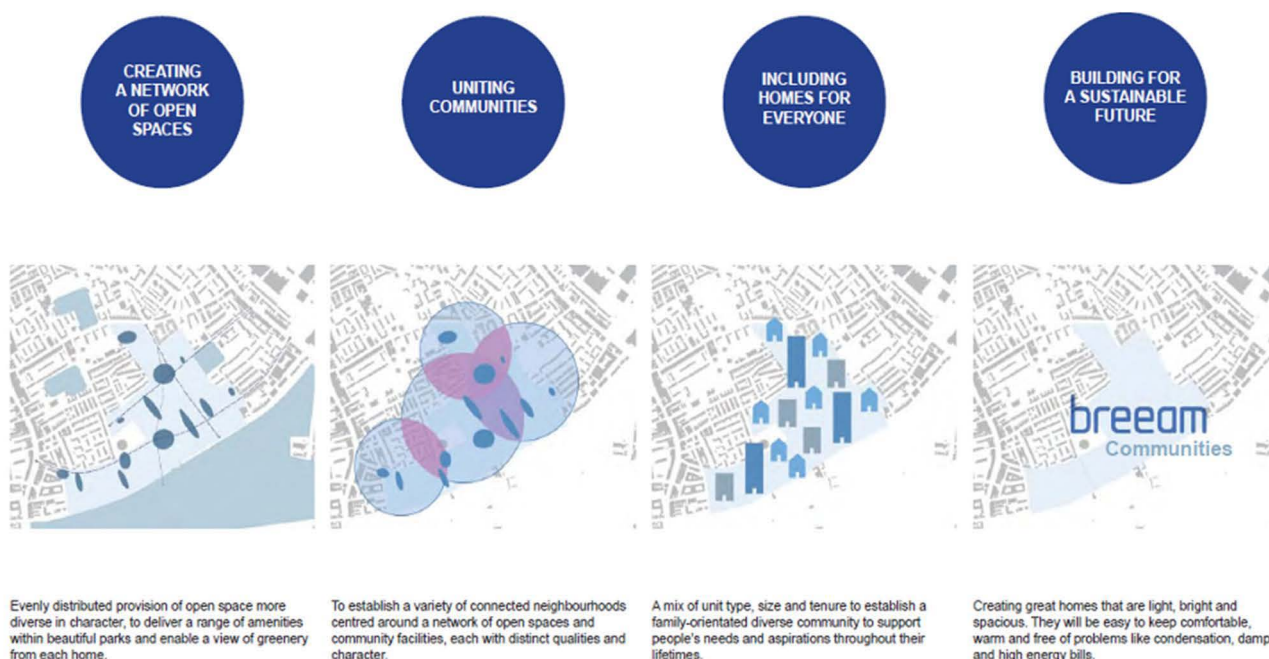 CREATING
A NETWORK
OF OPEN
SPACES
UNITING
COMMUNITIES
INCLUDING
HOMES FOR
EVERYONE
BUILDING FOR
A SUSTAINABLE
FUTURE
breeam
Communities
Evenly distributed provision of open space more
diverse in character, to deliver a range of amenities
within beautiful parks and enable a view of greenery
from each home.
To establish a variety of connected neighbourhoods
centred around a network of open spaces and
community facilities, each with distinct qualities and
character.
A mix of unit type, size and tenure to establish a
family-orientated diverse community to support
people's needs and aspirations throughout their
lifetimes.
Creating great homes that are light, bright and
spacious. They will be easy to keep comfortable,
warm and free of problems like condensation, damp
and high energy bills.